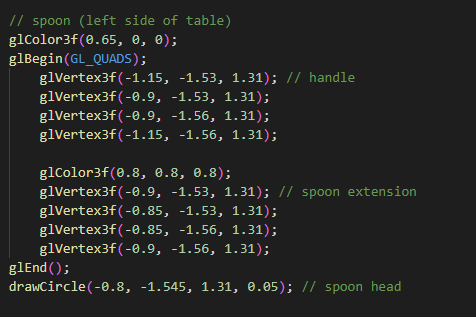 // spoon (left side of table)
glColor3f(0.65, 0, 0);
glBegin(GL_QUADS);
    glVertex3f(-1.15, -1.53, 1.31); // handle
    glVertex3f(-0.9, -1.53, 1.31);
    glVertex3f(-0.9, -1.56, 1.31);
    glVertex3f(-1.15, -1.56, 1.31);

    glColor3f(0.8, 0.8, 0.8);
    glVertex3f(-0.9, -1.53, 1.31); // spoon extension
    glVertex3f(-0.85, -1.53, 1.31);
    glVertex3f(-0.85, -1.56, 1.31);
    glVertex3f(-0.9, -1.56, 1.31);
glEnd();
drawCircle(-0.8, -1.545, 1.31, 0.05); // spoon head